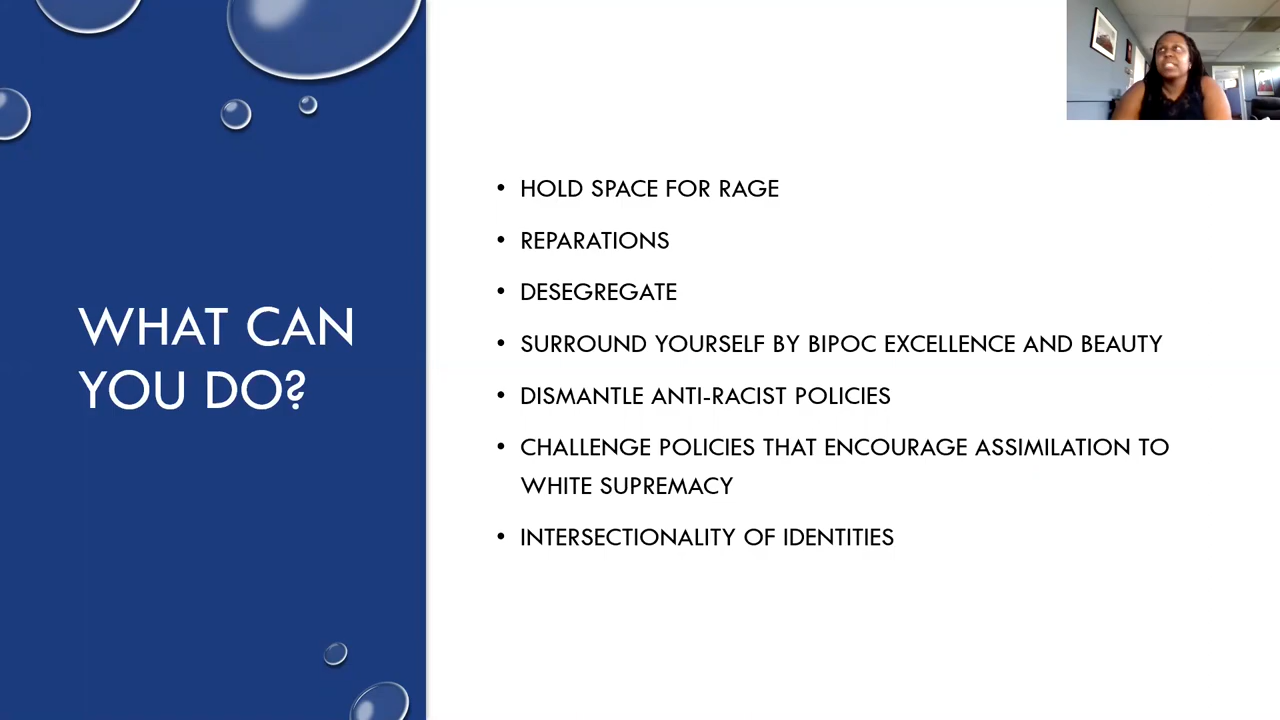 WHAT CAN
YOU DO?
• HOLD SPACE FOR RAGE
• REPARATIONS
• DESEGREGATE
• SURROUND YOURSELF BY BIPOC EXCELLENCE AND BEAUTY
• DISMANTLE ANTI-RACIST POLICIES
• CHALLENGE POLICIES THAT ENCOURAGE ASSIMILATION TO
WHITE SUPREMACY
• INTERSECTIONALITY OF IDENTITIES